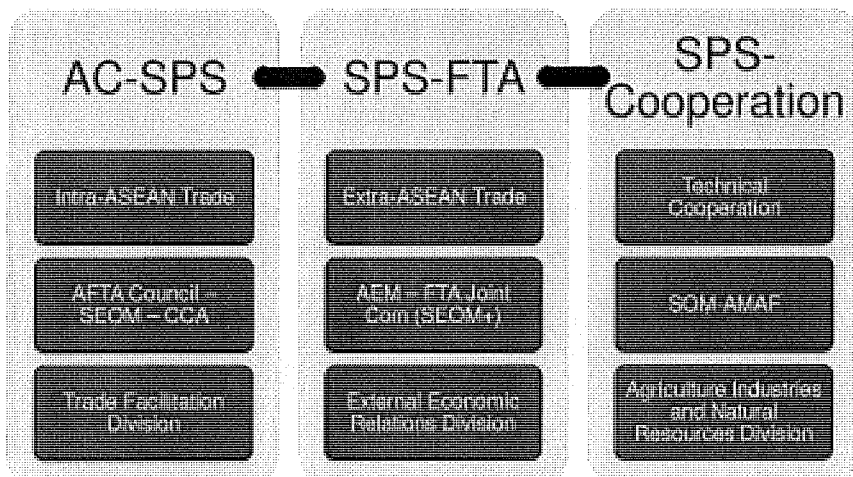 AC-SPS
Intra-ASEAN Trade
AFTA Council –
SEOM – CCA
Trade Facilitation
Division
SPS-FTA
Extra-ASEAN Trade
AEM – FTA Joint
Com (SEOM+)
External Economic
Relations Division
SPS-
Cooperation
Technical
Cooperation
SOM AMAF
Agriculture Industries
and Natural
Resources Division